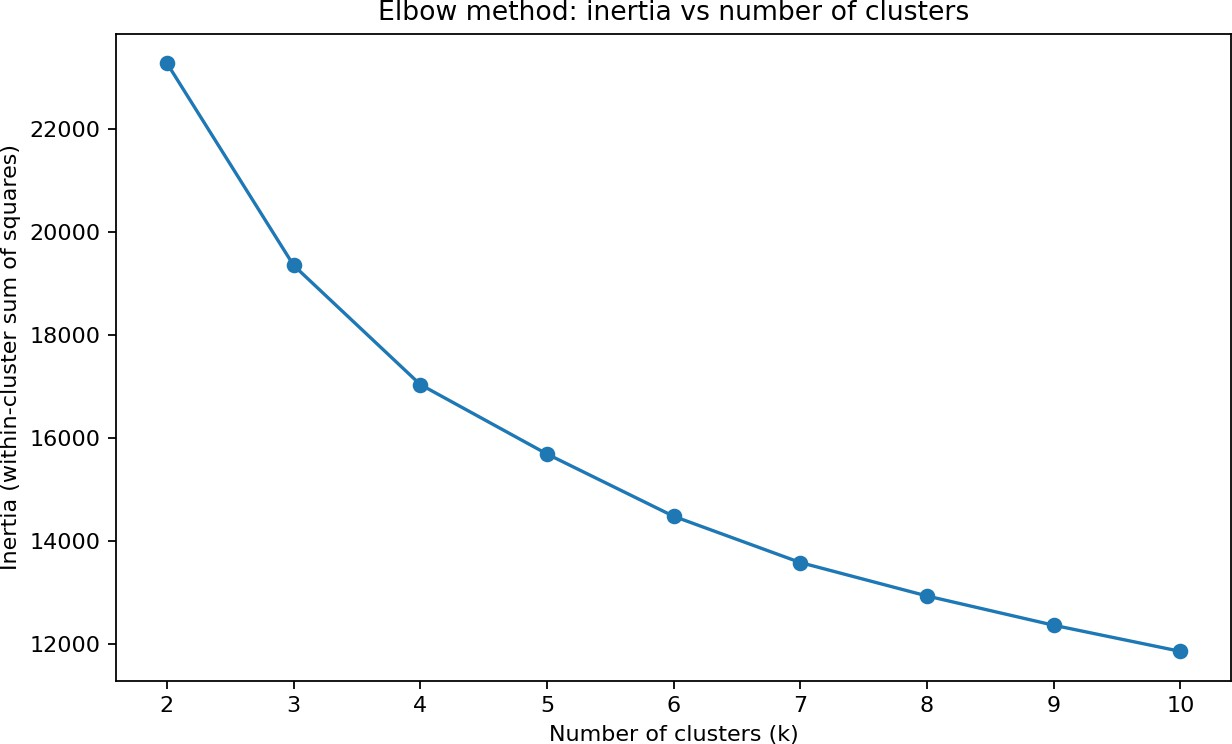 Elbow method: inertia vs number of clusters
Inertia (within-cluster sum of squares)
22000
20000
18000
16000
14000
12000
2 3 4 5 6 7 8 9 10
Number of clusters (k)